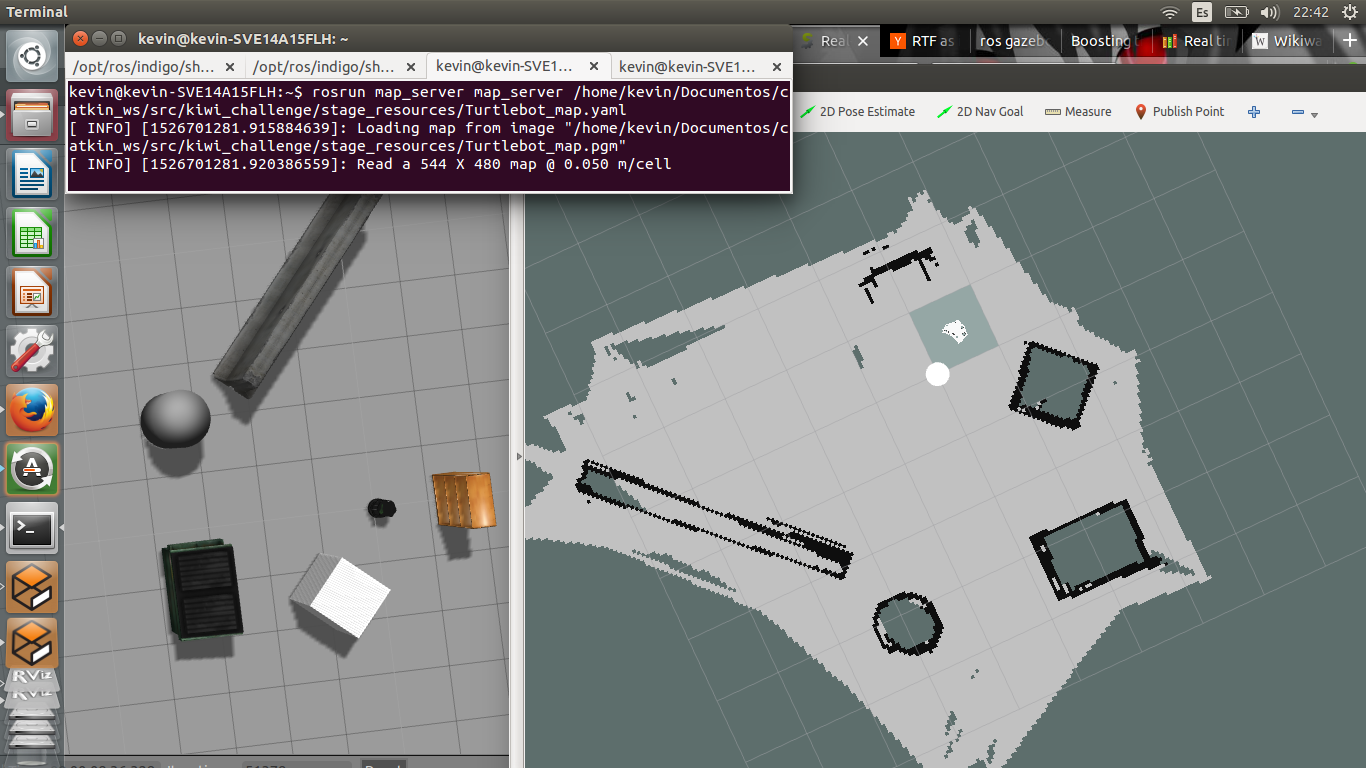 Terminal
Es
22:42
kevin@kevin-SVE14A15FLH: ~
/opt/ros/indigo/sh... × /opt/ros/indigo/sh... × kevin@kevin-SVE1... × kevin@kevin-SVE1... ×
Real × RTF as ros gazeb Boosting t Real tir Wikiwa
kevin@kevin-SVE14A15FLH:~$ rosrun map_server map_server /home/kevin/Documentos/c
atkin_ws/src/kiwi_challenge/stage_resources/Turtlebot_map.yaml
[ INFO] [1526701281.915884639]: Loading map from image "/home/kevin/Documentos/c
atkin_ws/src/kiwi_challenge/stage_resources/Turtlebot_map.pgm"
[ INFO] [1526701281.920386559]: Read a 544 X 480 map @ 0.050 m/cell
2D Pose Estimate 2D Nav Goal Measure Publish Point
RViz